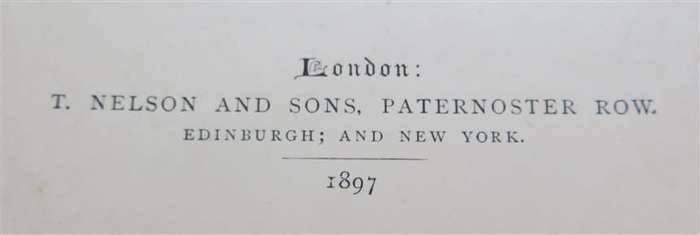 London:
T. NELSON AND SONS, PATERNOSTER ROW.
EDINBURGH; AND NEW YORK.
1897